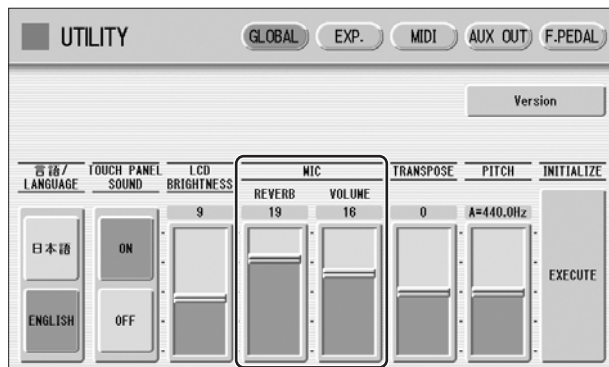 UTILITY
GLOBAL
EXP.
MIDI
AUX OUT
F.PEDAL
Version
言語/
LANGUAGE
TOUCH PANEL
SOUND
LCD
BRIGHTNESS
MIC
REVERB
VOLUME
TRANSPOSE
PITCH
INITIALIZE
9
19
16
0
A=440.0Hz
日本語
ON
ENGLISH
OFF
EXECUTE